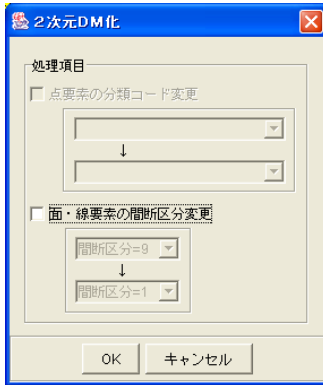 ２次元DM化
処理項目
点要素の分類コード変更
↓
面・線要素の間断区分変更
間断区分=9
↓
間断区分=1
OK キャンセル